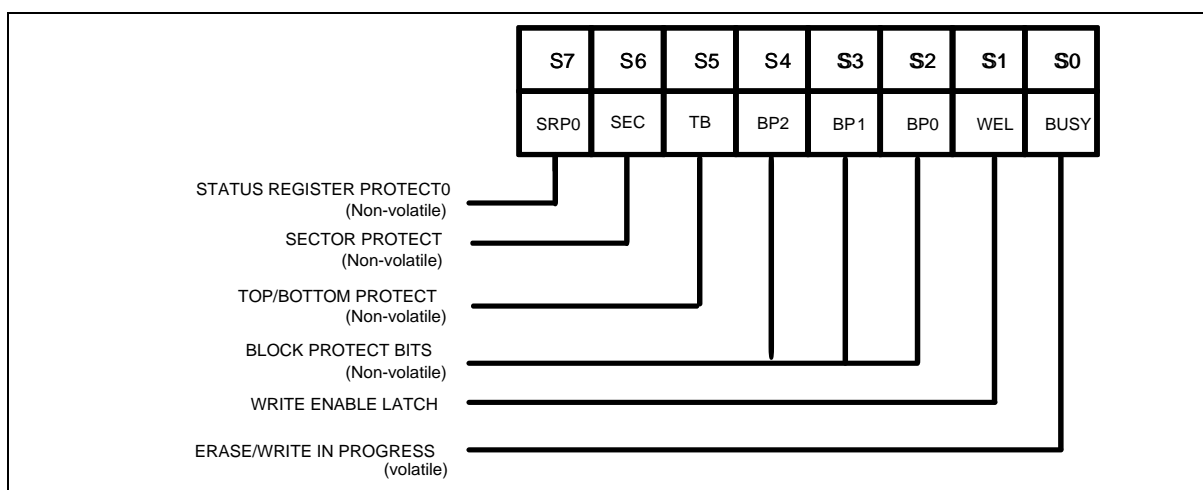 S7 S6 S5 S4 S3 S2 S1 S0
SRP0 SEC TB BP2 BP1 BP0 WEL BUSY
STATUS REGISTER PROTECT0
(Non-volatile)
SECTOR PROTECT
(Non-volatile)
TOP/BOTTOM PROTECT
(Non-volatile)
BLOCK PROTECT BITS
(Non-volatile)
WRITE ENABLE LATCH
ERASE/WRITE IN PROGRESS
(volatile)